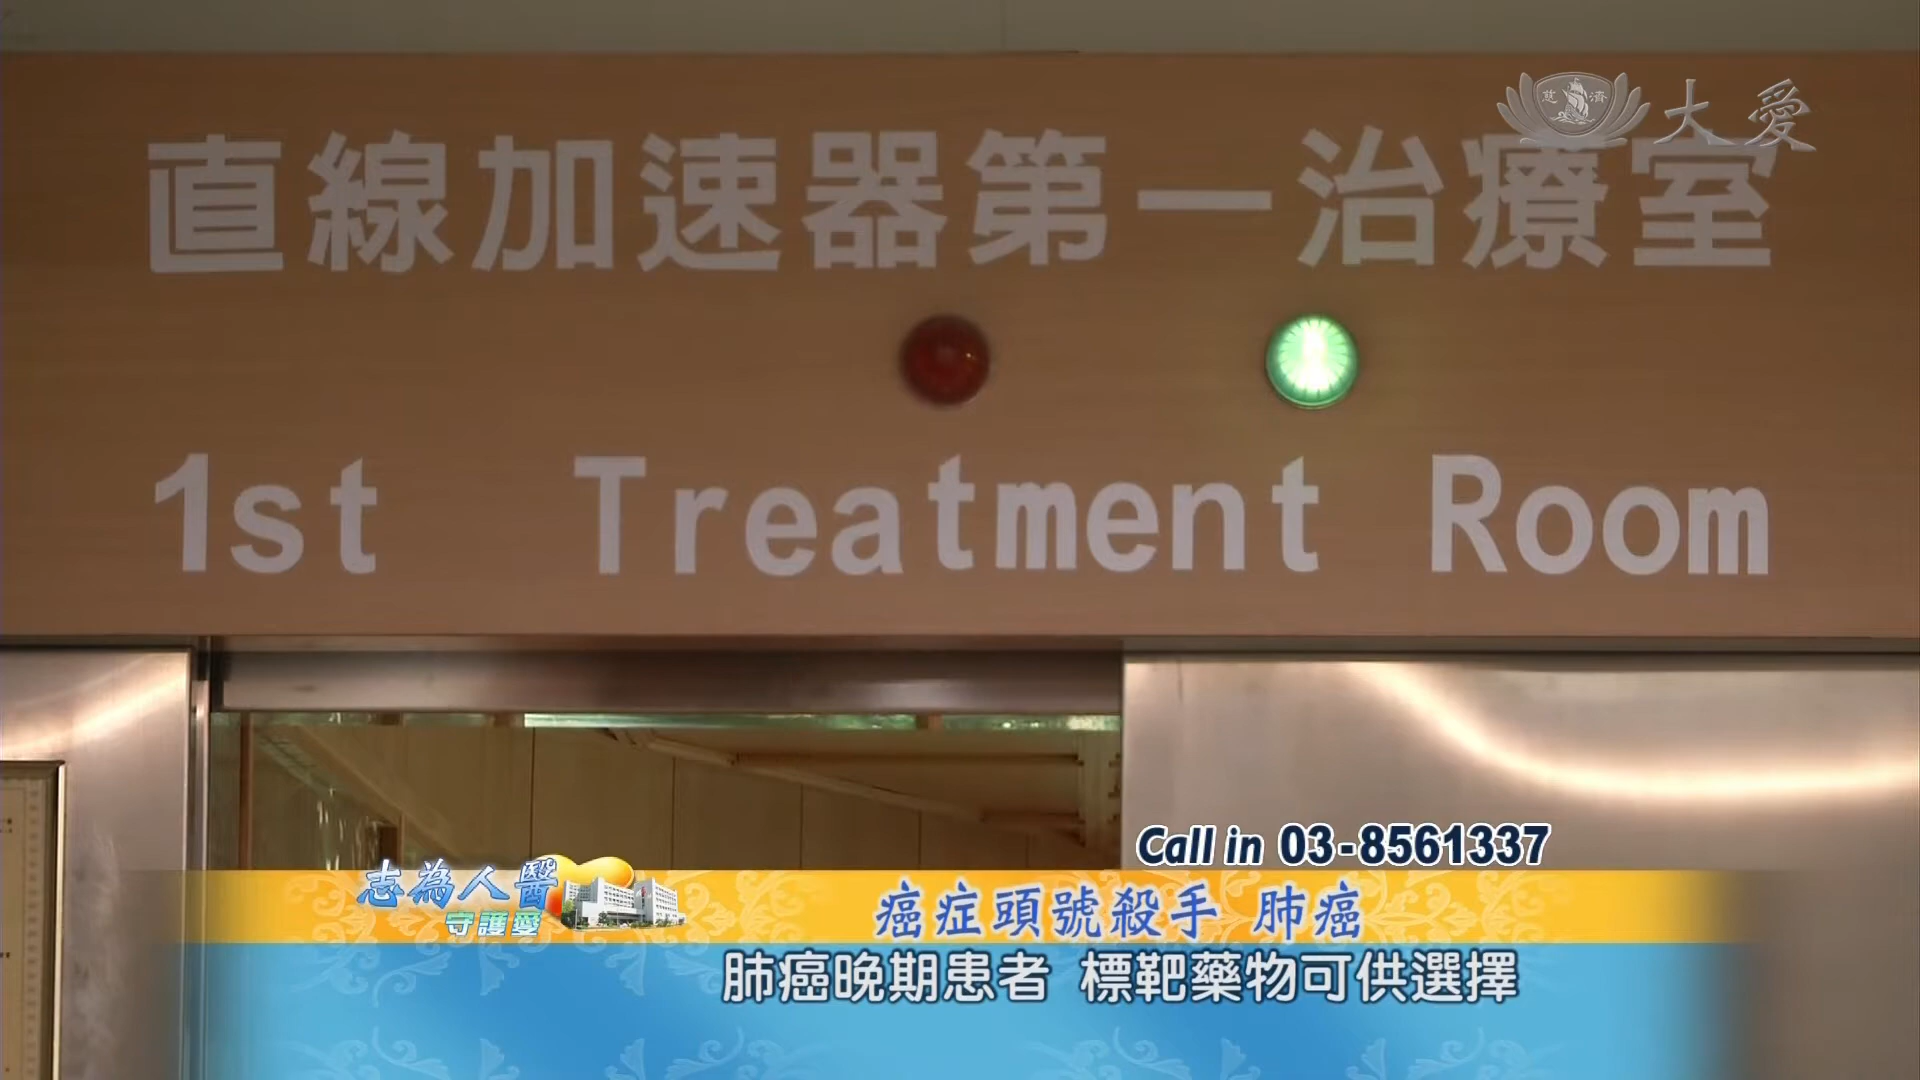 慈濟
大愛
直線加速器第一治療室
1st Treatment Room
Call in 03-8561337
志為人醫
守護愛
癌症頭號殺手 肺癌
肺癌晚期患者 標靶藥物可供選擇